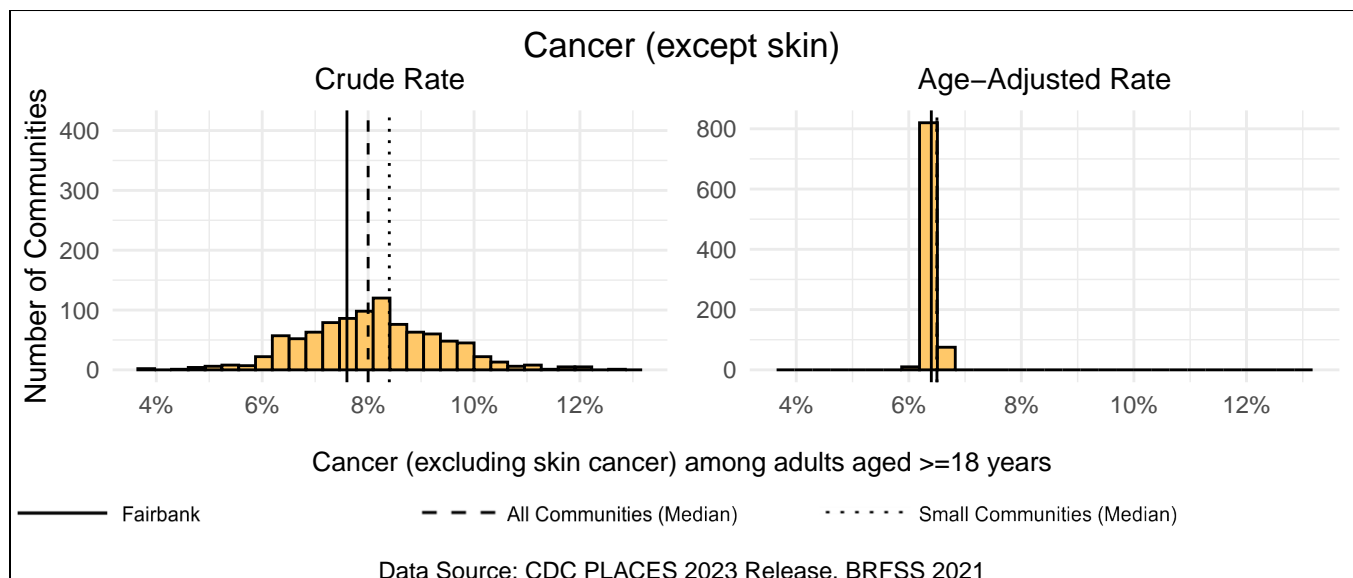 Cancer (except skin)
Crude Rate
Age−Adjusted Rate
Number of Communities
400
300
200
100
0
4%
6%
8%
10%
12%
800
600
400
200
0
4%
6%
8%
10%
12%
Cancer (excluding skin cancer) among adults aged >=18 years
Fairbank
All Communities (Median)
Small Communities (Median)
Data Source: CDC PLACES 2023 Release, BRFSS 2021